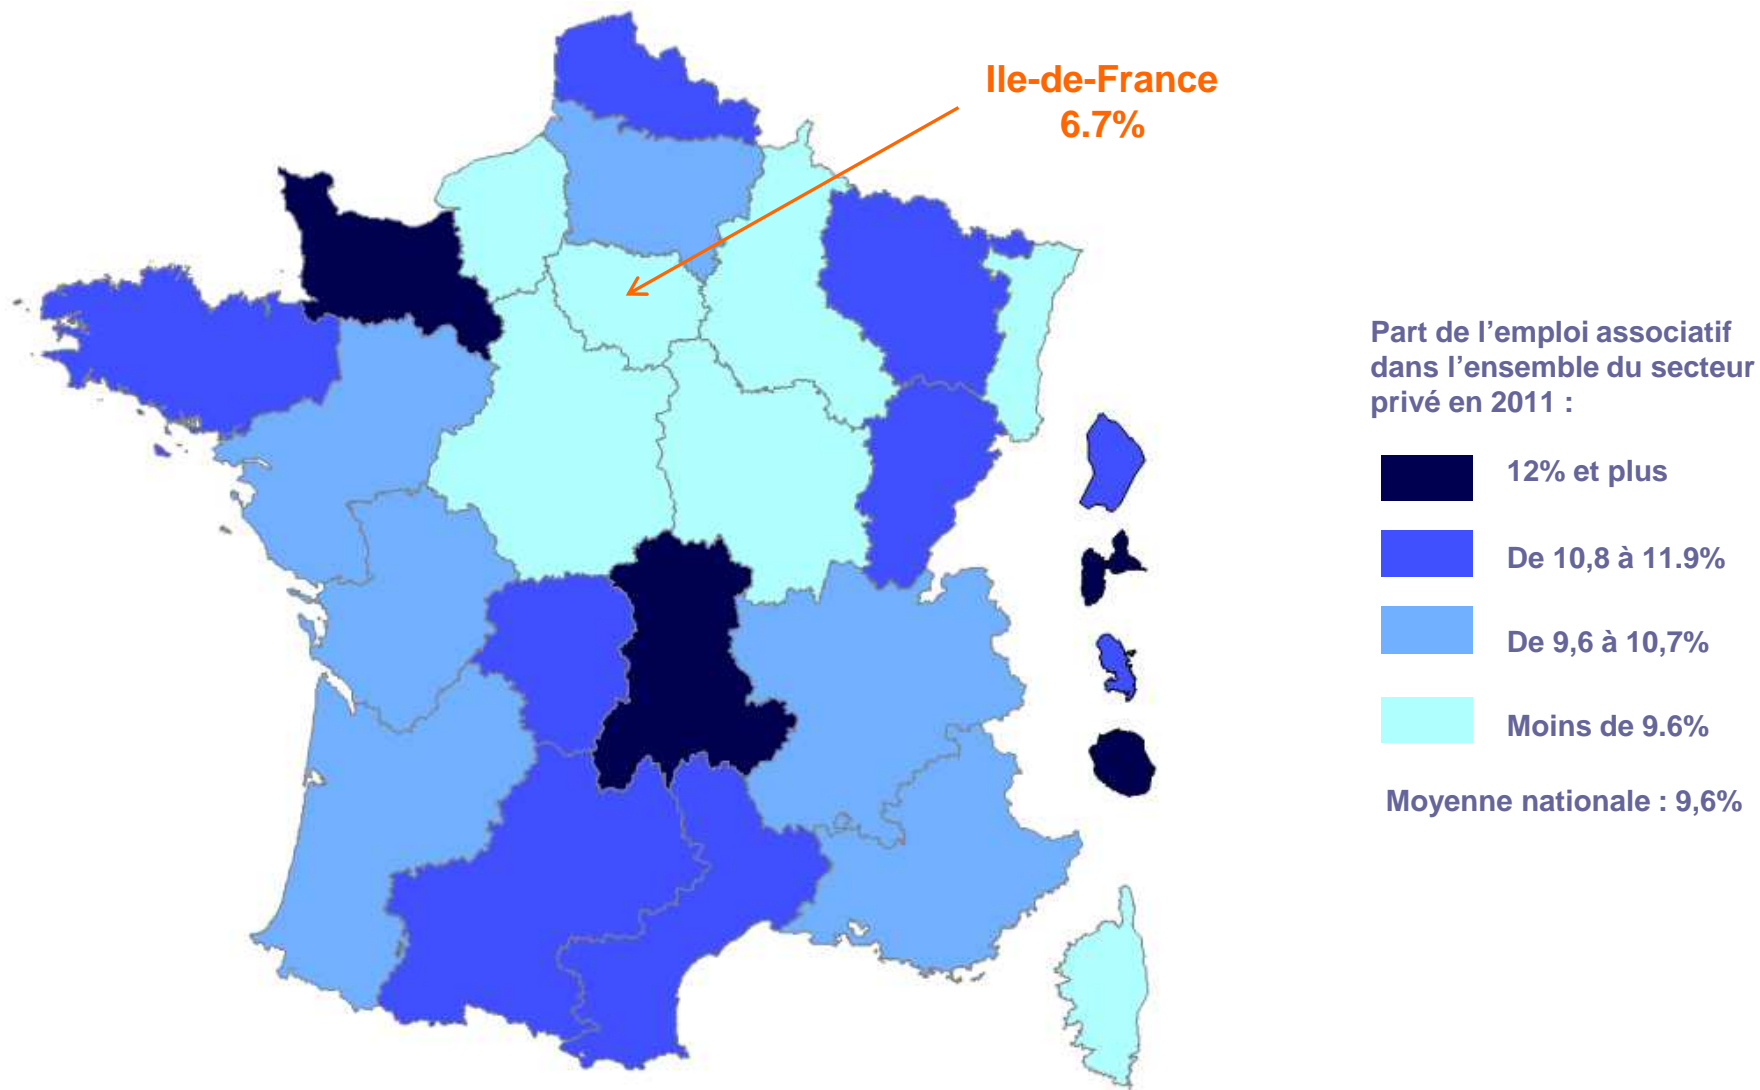 Ile-de-France
6.7%
Part de l’emploi associatif
dans l’ensemble du secteur
privé en 2011 :
12% et plus
De 10,8 à 11.9%
De 9,6 à 10,7%
Moins de 9.6%
Moyenne nationale : 9,6%